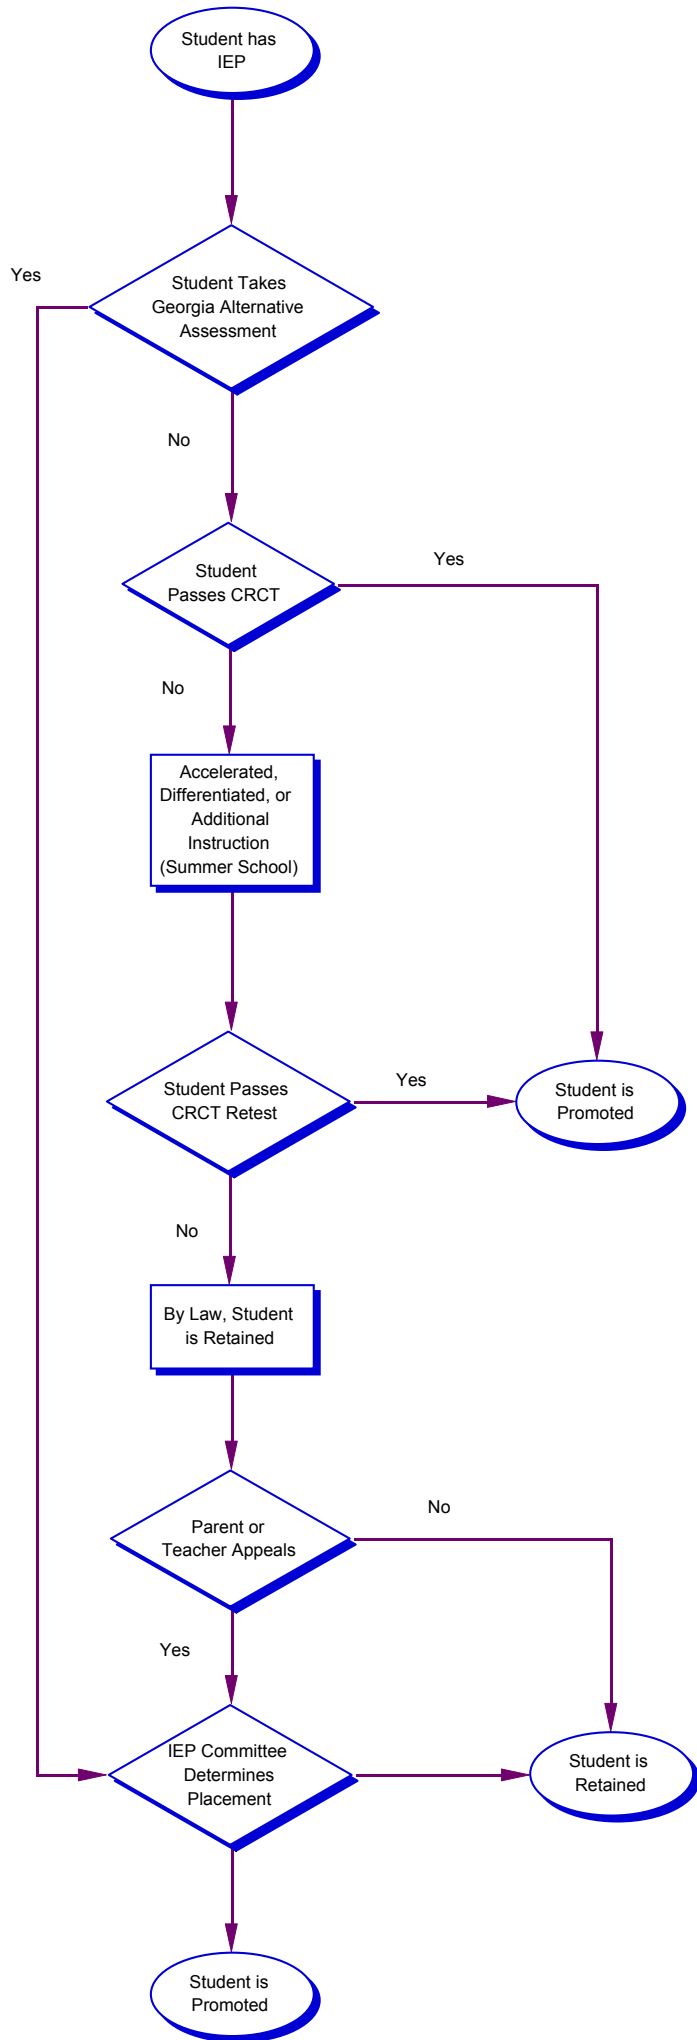 Student has
IEP
Yes
Student Takes
Georgia Alternative
Assessment
No
Student
Passes CRCT
Yes
No
Accelerated,
Differentiated, or
Additional
Instruction
(Summer School)
Student Passes
CRCT Retest
Yes
Student is
Promoted
No
By Law, Student
is Retained
Parent or
Teacher Appeals
No
Yes
IEP Committee
Determines
Placement
Student is
Retained
Student is
Promoted